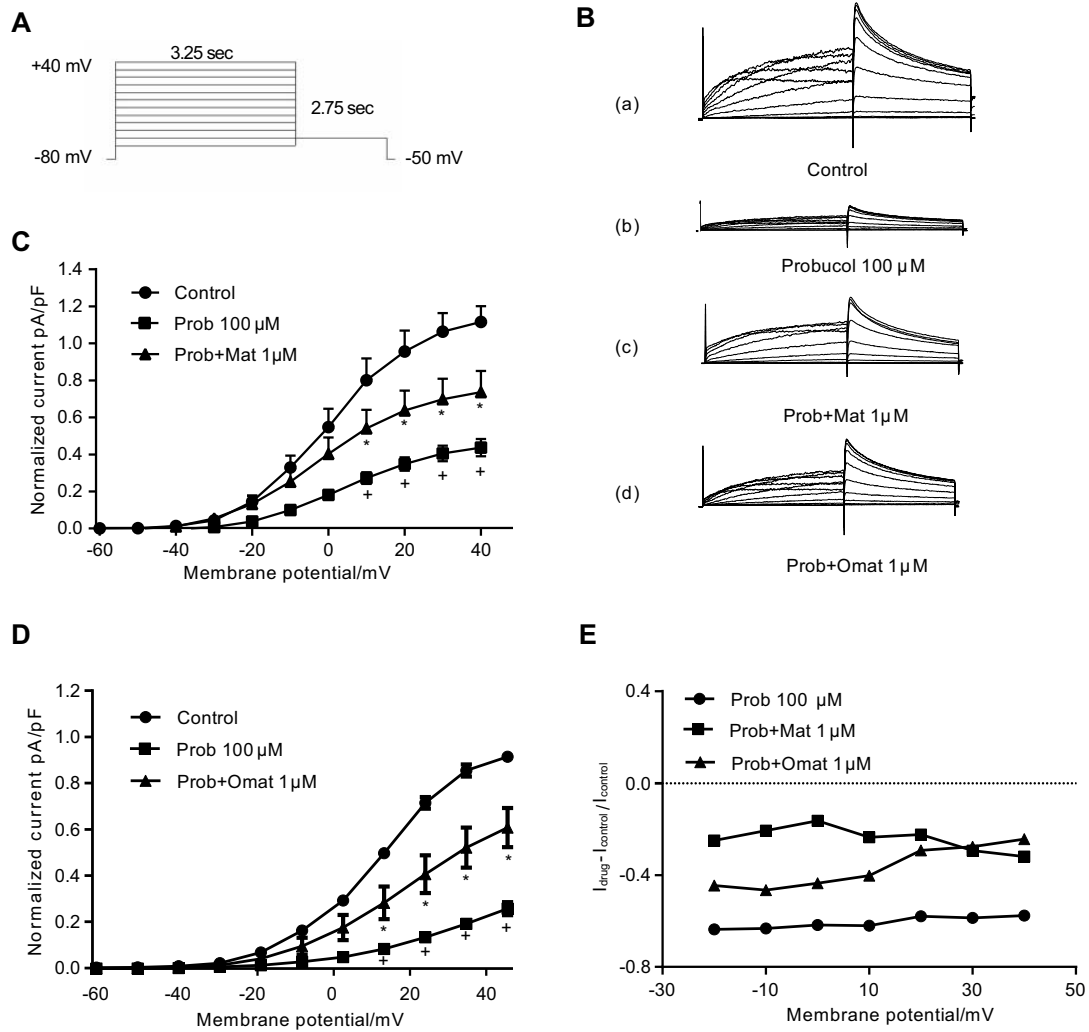 A
3.25 sec
+40 mV
2.75 sec
-80 mV
-50 mV
B
(a)
Control
(b)
Probucol 100 μM
(c)
Prob+Mat 1μM
(d)
Prob+Omat 1μM
C
Normalized current pA/pF
1.4
1.2
1.0
0.8
0.6
0.4
0.2
0.0
Control
Prob 100 μM
Prob+Mat 1μM
* * * *
+ + + +
-60 -40 -20 0 20 40
Membrane potential/mV
D
Normalized current pA/pF
1.2
1.0
0.8
0.6
0.4
0.2
0.0
Control
Prob 100 μM
Prob+Omat 1μM
* * * *
+ + + +
-60 -40 -20 0 20 40
Membrane potential/mV
E
Idrug- Icontrol/Icontrol
0.4
0.0
-0.4
-0.8
Prob 100 μM
Prob+Mat 1μM
Prob+Omat 1μM
-30 -10 10 30 50
Membrane potential/mV